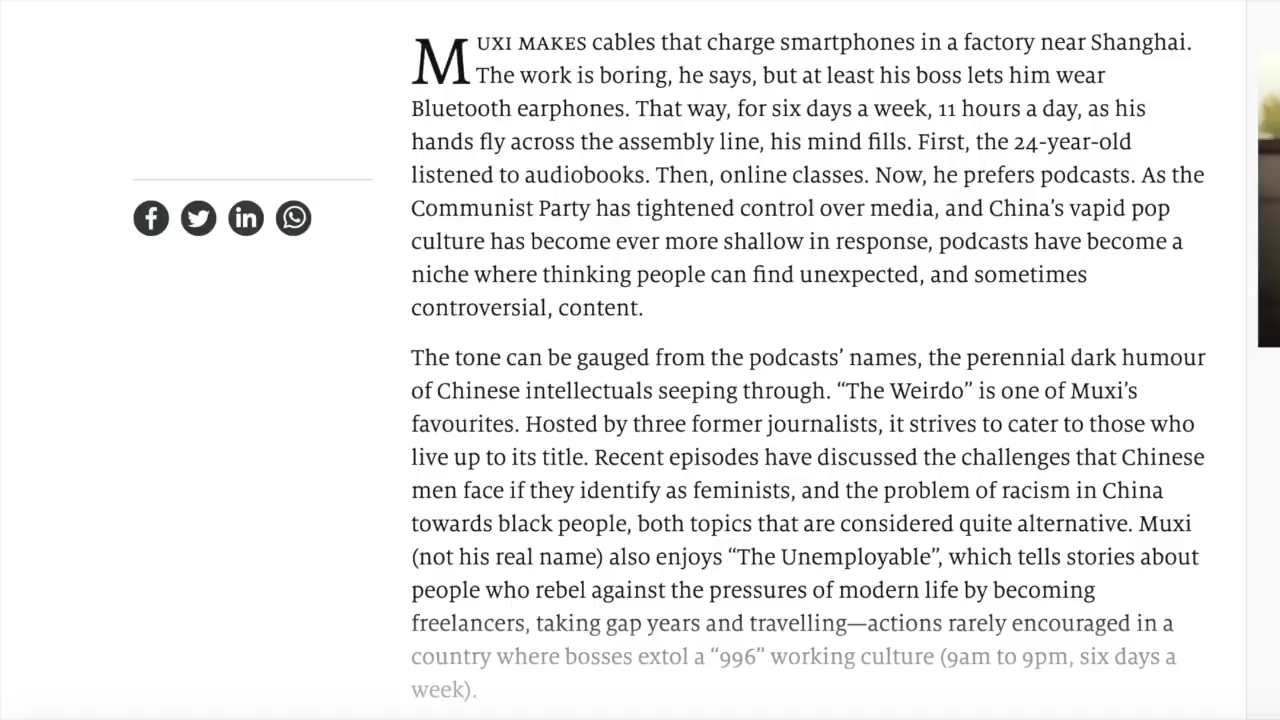 MUXI MAKES cables that charge smartphones in a factory near Shanghai.
The work is boring, he says, but at least his boss lets him wear
Bluetooth earphones. That way, for six days a week, 11 hours a day, as his
hands fly across the assembly line, his mind fills. First, the 24-year-old
listened to audiobooks. Then, online classes. Now, he prefers podcasts. As the
Communist Party has tightened control over media, and China’s vapid pop
culture has become ever more shallow in response, podcasts have become a
niche where thinking people can find unexpected, and sometimes
controversial, content.
The tone can be gauged from the podcasts’ names, the perennial dark humour
of Chinese intellectuals seeping through. “The Weirdo” is one of Muxi’s
favourites. Hosted by three former journalists, it strives to cater to those who
live up to its title. Recent episodes have discussed the challenges that Chinese
men face if they identify as feminists, and the problem of racism in China
towards black people, both topics that are considered quite alternative. Muxi
(not his real name) also enjoys “The Unemployable”, which tells stories about
people who rebel against the pressures of modern life by becoming
freelancers, taking gap years and travelling—actions rarely encouraged in a
country where bosses extol a “996” working culture (9am to 9pm, six days a
week).